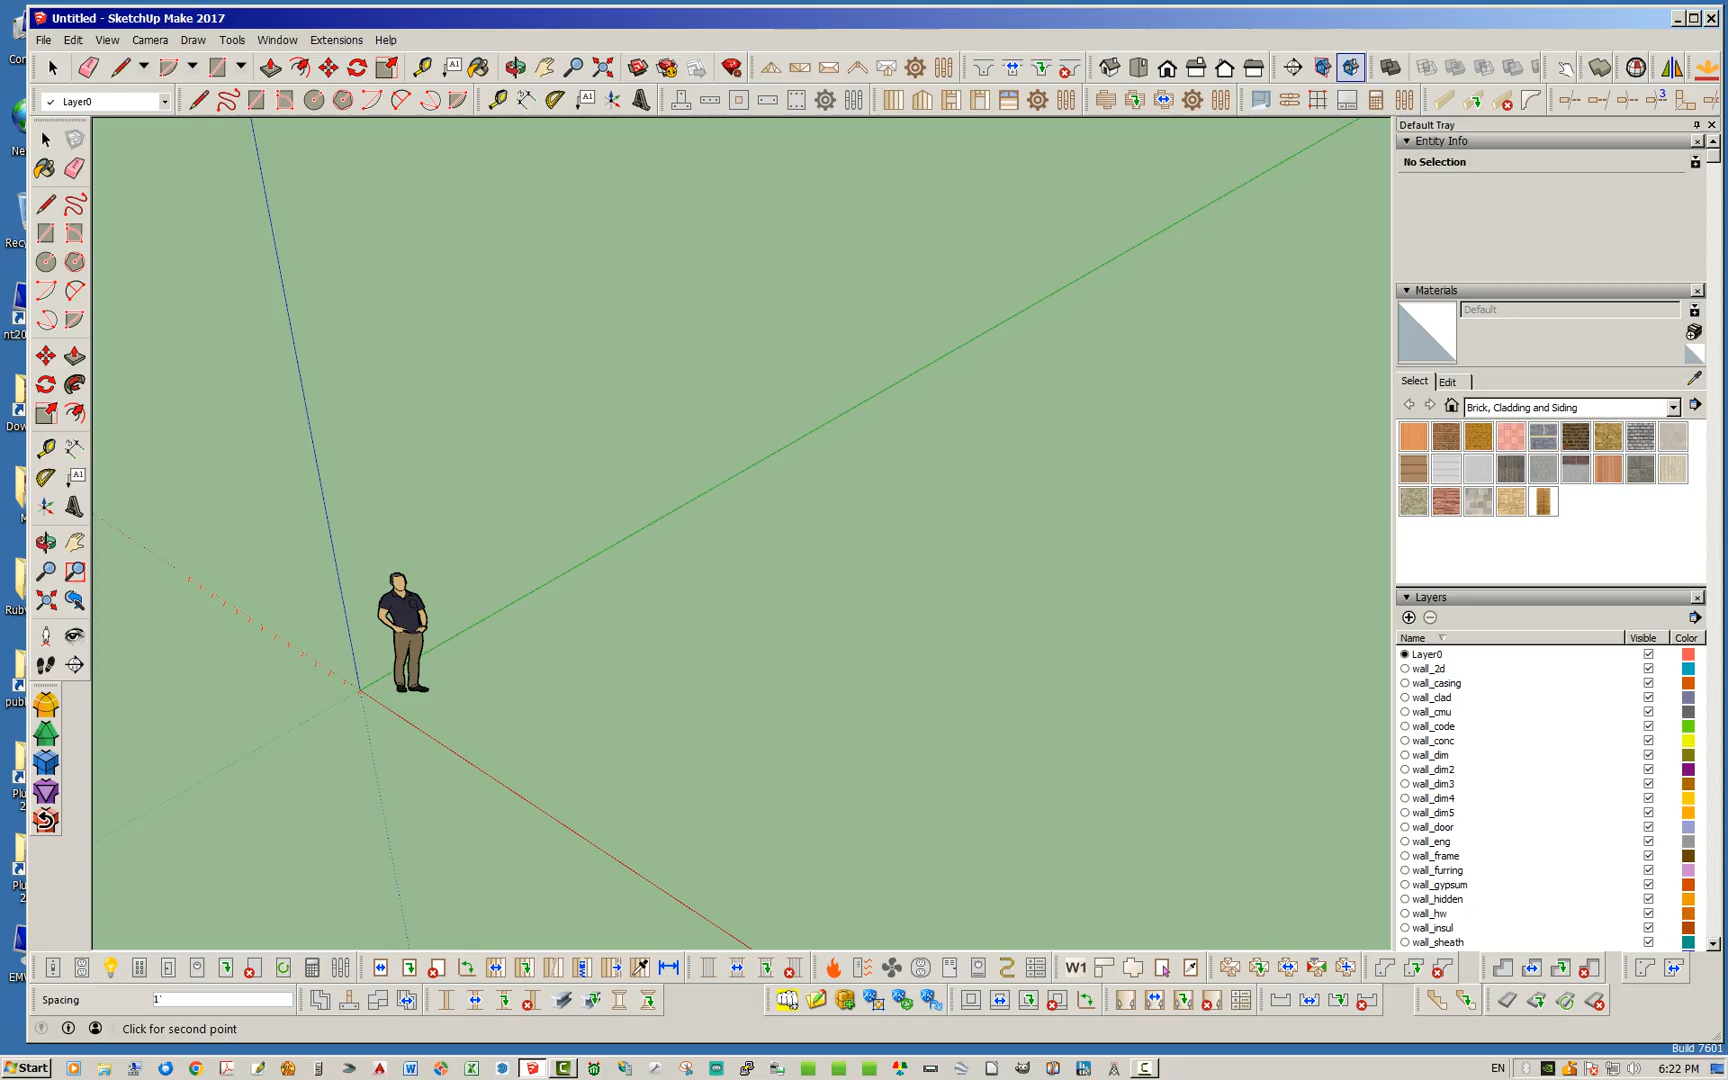 Untitled - SketchUp Make 2017
File Edit View Camera Draw Tools Window Extensions Help
Layer0
Default Tray
Entity Info
No Selection
Materials
Default
Select Edit
Brick, Cladding and Siding
Layers
Name Visible Color
Layer0
wall_2d
wall_casing
wall_clad
wall_cmu
wall_code
wall_conc
wall_dim
wall_dim2
wall_dim3
wall_dim4
wall_dim5
wall_door
wall_eng
wall_frame
wall_furring
wall_gypsum
wall_hidden
wall_hw
wall_insul
wall_sheath
W1
Spacing 1'
Click for second point
Build 7601
Start EN 6:22 PM